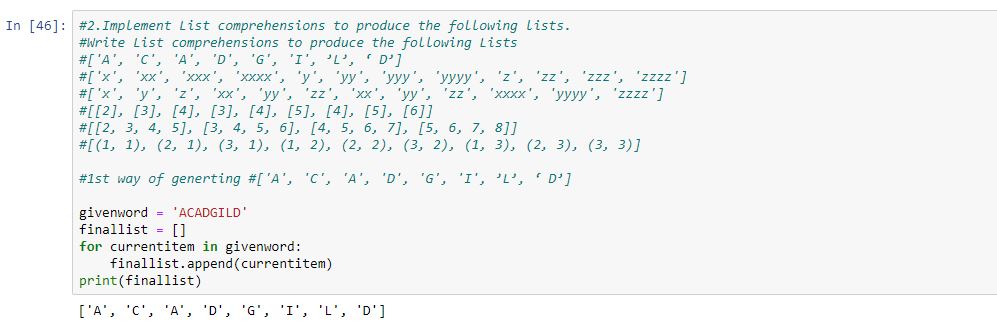 In [46]: #2.Implement List comprehensions to produce the following lists.
#Write List comprehensions to produce the following Lists
#['A', 'C', 'A', 'D', 'G', 'I', ’L’, ‘ D’]
#['x', 'xx', 'xxx', 'xxxx', 'y', 'yy', 'yyy', 'yyyy', 'z', 'zz', 'zzz', 'zzzz']
#['x', 'y', 'z', 'xx', 'yy', 'zz', 'xx', 'yy', 'zz', 'xxxx', 'yyyy', 'zzzz']
#[[2], [3], [4], [3], [4], [5], [4], [5], [6]]
#[[2, 3, 4, 5], [3, 4, 5, 6], [4, 5, 6, 7], [5, 6, 7, 8]]
#[(1, 1), (2, 1), (3, 1), (1, 2), (2, 2), (3, 2), (1, 3), (2, 3), (3, 3)]
#1st way of generting #['A', 'C', 'A', 'D', 'G', 'I', ’L’, ‘ D’]
givenword = 'ACADGILD'
finallist = []
for currentitem in givenword:
    finallist.append(currentitem)
print(finallist)
['A', 'C', 'A', 'D', 'G', 'I', 'L', 'D']